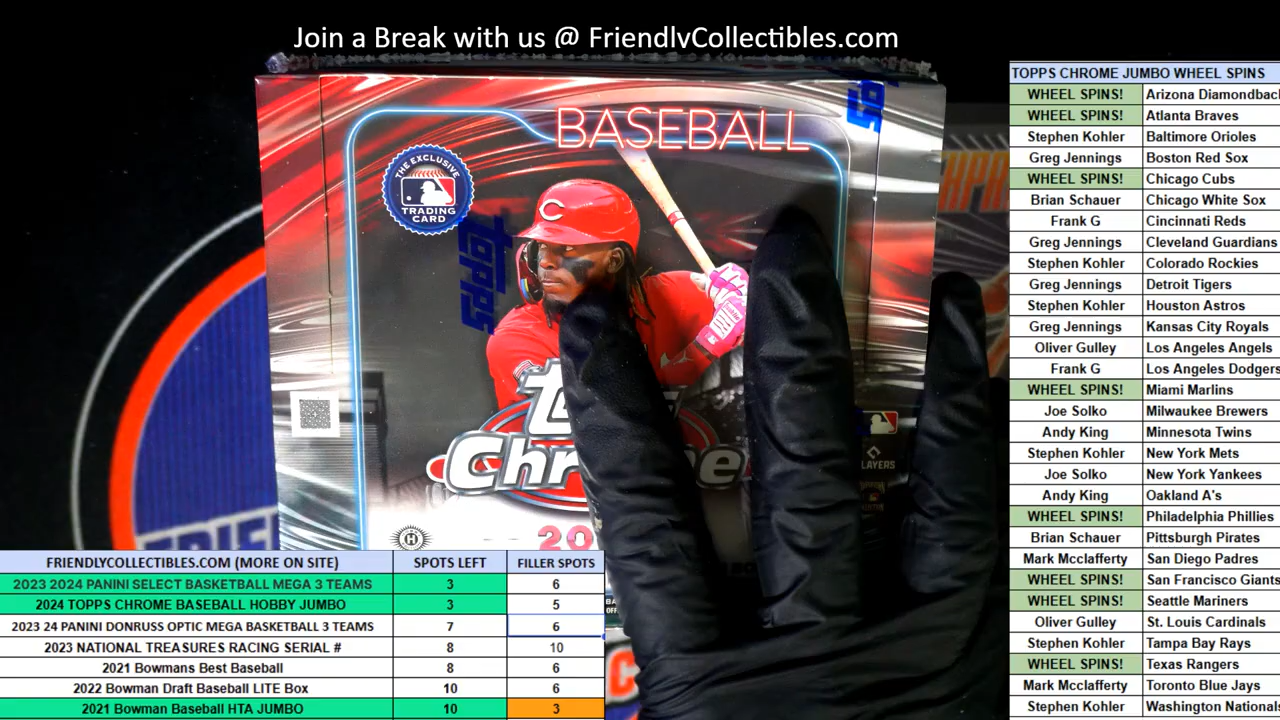 Join a Break with us @ FriendlyCollectibles.com
BASEBALL
THE EXCLUSIVE
TRADING CARD
topps
Chrome
20
TOPPS CHROME JUMBO WHEEL SPINS
WHEEL SPINS! Arizona Diamondbac
WHEEL SPINS! Atlanta Braves
Stephen Kohler Baltimore Orioles
Greg Jennings Boston Red Sox
WHEEL SPINS! Chicago Cubs
Brian Schauer Chicago White Sox
Frank G Cincinnati Reds
Greg Jennings Cleveland Guardians
Stephen Kohler Colorado Rockies
Greg Jennings Detroit Tigers
Stephen Kohler Houston Astros
Greg Jennings Kansas City Royals
Oliver Gulley Los Angeles Angels
Frank G Los Angeles Dodgers
WHEEL SPINS! Miami Marlins
Joe Solko Milwaukee Brewers
Andy King Minnesota Twins
Stephen Kohler New York Mets
Joe Solko New York Yankees
Andy King Oakland A's
WHEEL SPINS! Philadelphia Phillies
Brian Schauer Pittsburgh Pirates
Mark Mcclafferty San Diego Padres
WHEEL SPINS! San Francisco Giants
WHEEL SPINS! Seattle Mariners
Oliver Gulley St. Louis Cardinals
Stephen Kohler Tampa Bay Rays
WHEEL SPINS! Texas Rangers
Mark Mcclafferty Toronto Blue Jays
Stephen Kohler Washington National
FRIENDLYCOLLECTIBLES.COM (MORE ON SITE) SPOTS LEFT FILLER SPOTS
2023 2024 PANINI SELECT BASKETBALL MEGA 3 TEAMS 3 6
2024 TOPPS CHROME BASEBALL HOBBY JUMBO 3 5
2023 24 PANINI DONRUSS OPTIC MEGA BASKETBALL 3 TEAMS 7 6
2023 NATIONAL TREASURES RACING SERIAL # 8 10
2021 Bowmans Best Baseball 8 6
2022 Bowman Draft Baseball LITE Box 10 6
2021 Bowman Baseball HTA JUMBO 10 3